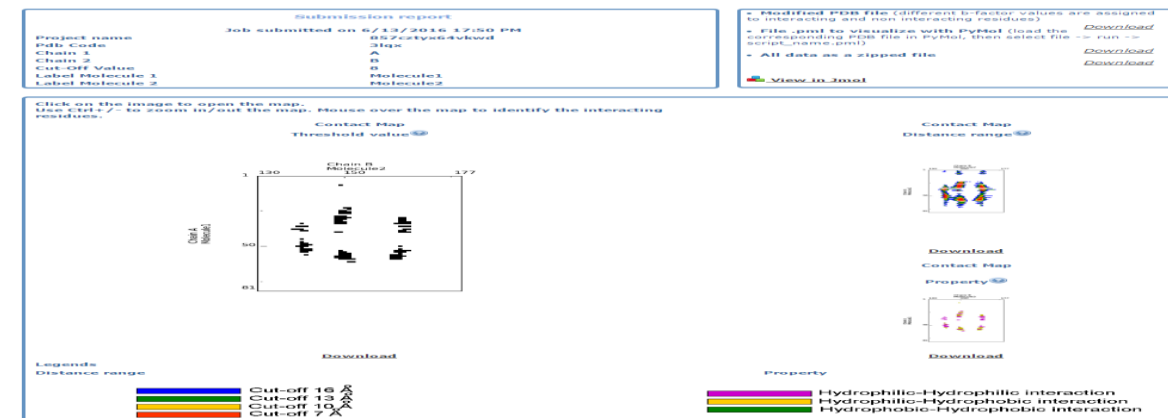 Submission report
Job submitted on 6/13/2016 17:50 PM
Project name 857cztyx64vkwd
Pdb Code 3lqx
Chain 1 A
Chain 2 B
Cut-Off Value 8
Label Molecule 1 Molecule1
Label Molecule 2 Molecule2
• Modified PDB file (different b-factor values are assigned
to interacting and non interacting residues)
Download
• File .pml to visualize with PyMol (load the
corresponding PDB file in PyMol, then select file -> run ->
script_name.pml)
Download
• All data as a zipped file
Download
View in Jmol
Click on the image to open the map.
Use Ctrl+/- to zoom in/out the map. Mouse over the map to identify the interacting
residues.
Contact Map
Threshold value
Chain B
Molecule2
130 150 177
1
50
81
Chain A
Molecule1
Download
Contact Map
Distance range
Download
Contact Map
Property
Download
Legends
Distance range
Cut-off 16 Å
Cut-off 13 Å
Cut-off 10 Å
Cut-off 7 Å
Property
Hydrophilic-Hydrophilic interaction
Hydrophilic-Hydrophobic interaction
Hydrophobic-Hydrophobic interaction